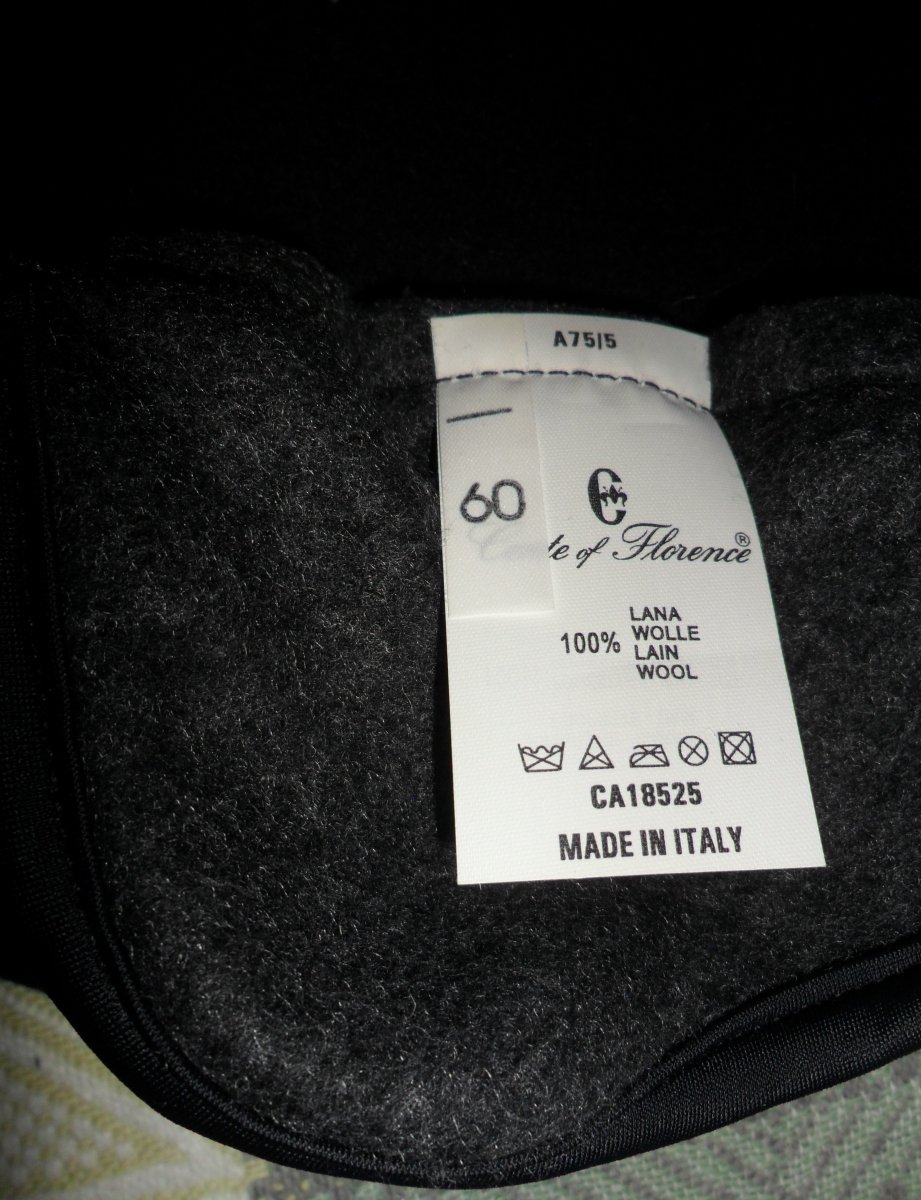 A75/5
60
te of Florence®
100% LANA
WOLLE
LAIN
WOOL
CA18525
MADE IN ITALY